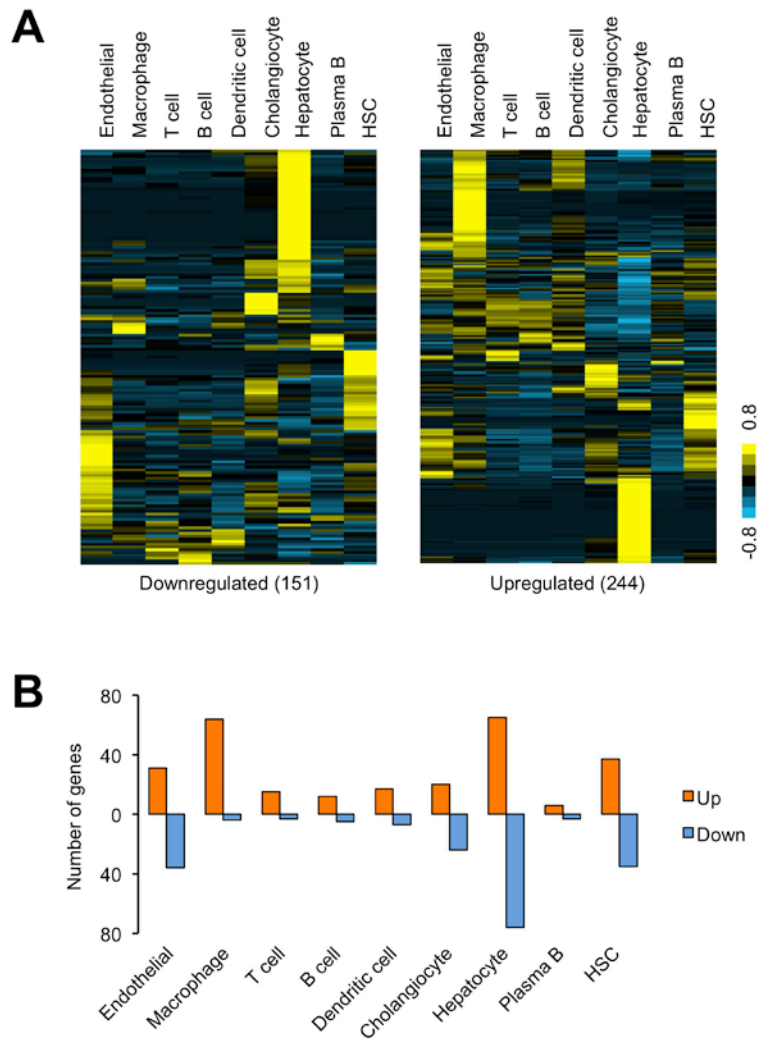 A
Endothelial
Macrophage
T cell
B cell
Dendritic cell
Cholangiocyte
Hepatocyte
Plasma B
HSC
Endothelial
Macrophage
T cell
B cell
Dendritic cell
Cholangiocyte
Hepatocyte
Plasma B
HSC
0.8
-0.8
Downregulated (151)
Upregulated (244)
B
Number of genes
80
40
0
40
80
Up
Down
Endothelial
Macrophage
T cell
B cell
Dendritic cell
Cholangiocyte
Hepatocyte
Plasma B
HSC